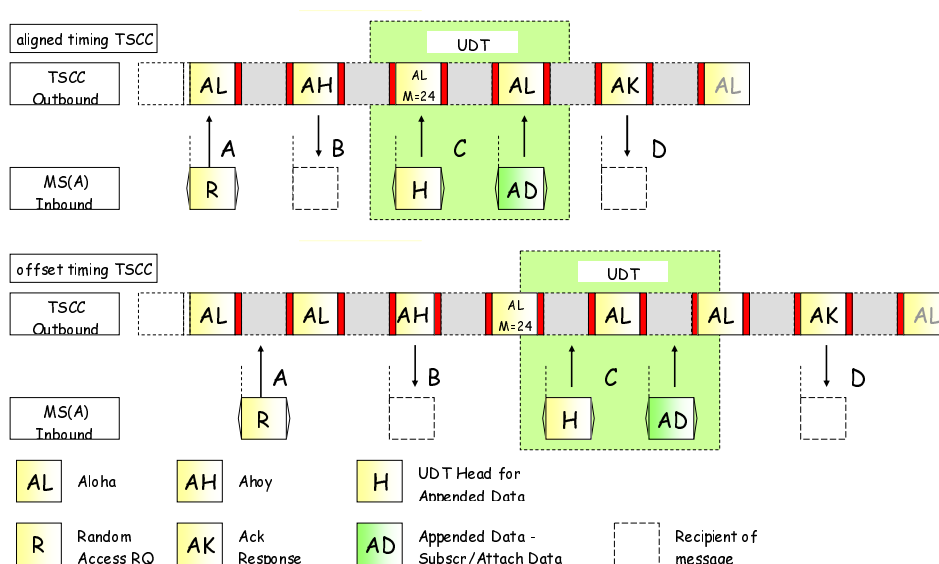 aligned timing TSCC
UDT
TSCC
Outbound
AL
AH
AL
M=24
AL
AK
AL
A
B
C
D
MS(A)
Inbound
R
H
AD
offset timing TSCC
UDT
TSCC
Outbound
AL
AL
AH
AL
M=24
AL
AL
AK
AL
A
B
C
D
MS(A)
Inbound
R
H
AD
AL
Aloha
AH
Ahoy
H
UDT Head for
Appended Data
R
Random
Access RQ
AK
Ack
Response
AD
Appended Data -
Subscr/Attach Data
Recipient of
message